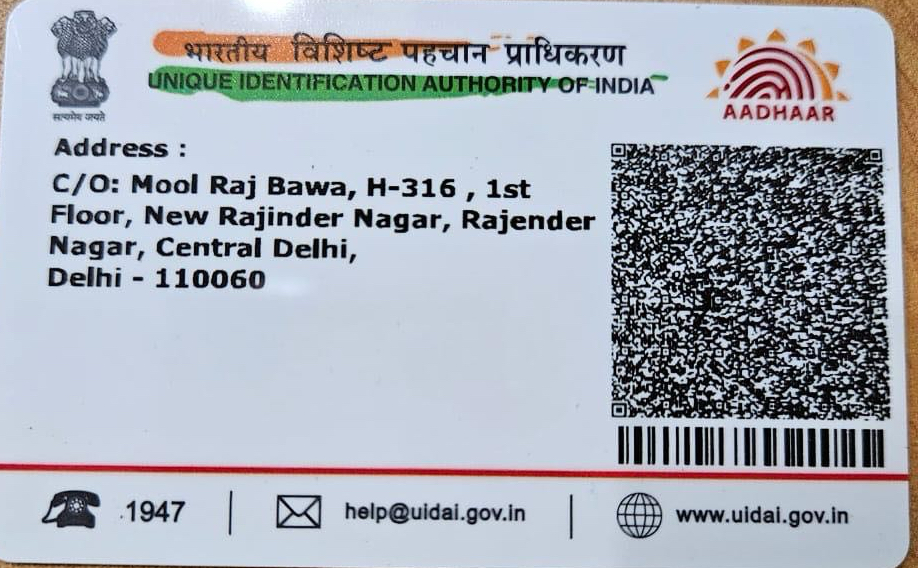 भारतीय विशिष्ट पहचान प्राधिकरण
UNIQUE IDENTIFICATION AUTHORITY OF INDIA
सत्यमेव जयते
AADHAAR
Address :
C/O: Mool Raj Bawa, H-316 , 1st
Floor, New Rajinder Nagar, Rajender
Nagar, Central Delhi,
Delhi - 110060
1947
help@uidai.gov.in
www.uidai.gov.in